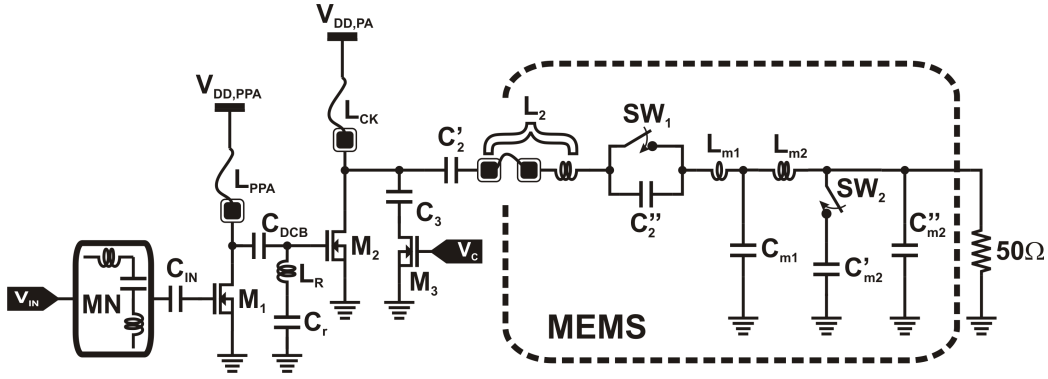 V_DD,PA
V_DD,PPA
L_CK
L_PPA
C'_2
L_2
SW_1
C''_2
L_m1
L_m2
SW_2
C_3
C_DCB
M_2
V_C
M_3
L_R
C_r
C_IN
M_1
V_IN
MN
C_m1
C'_m2
C''_m2
50Ω
MEMS